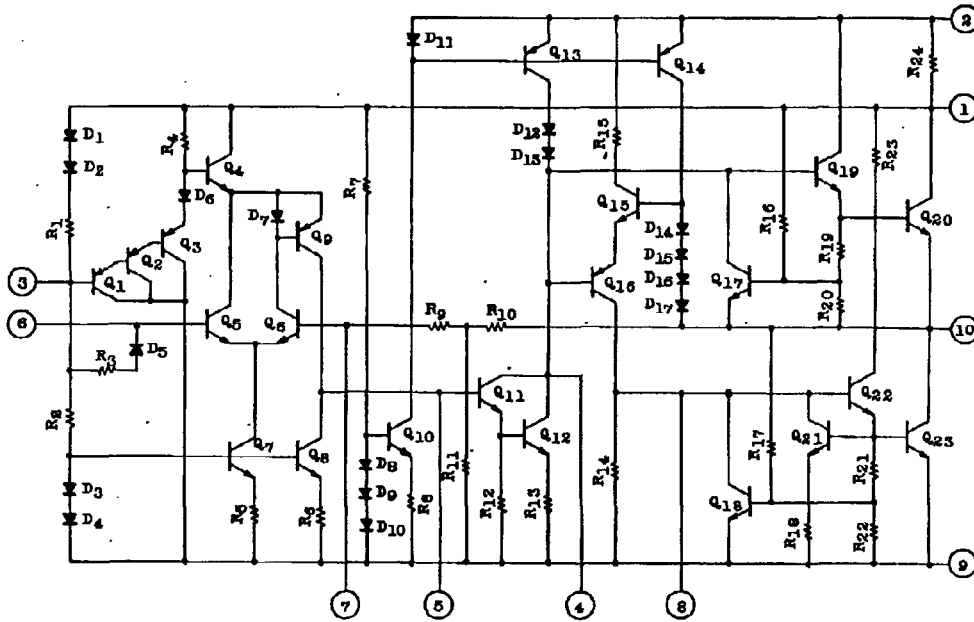 2
D11
Q13
Q14
R24
1
D1
R4
Q4
D12
R15
R23
D2
D13
Q19
D6
R7
D7
Q9
Q15
D14
R16
Q20
R1
Q3
Q2
D15
R19
3
Q1
Q16
D16
Q17
R20
6
Q5
Q6
R9
R10
D17
10
D5
R3
Q11
Q22
R2
Q10
Q12
R17
Q21
Q23
Q7
Q8
D8
R11
R14
R21
D3
D9
R8
R12
R13
Q18
D4
R5
R6
D10
R18
R22
9
7
5
4
8